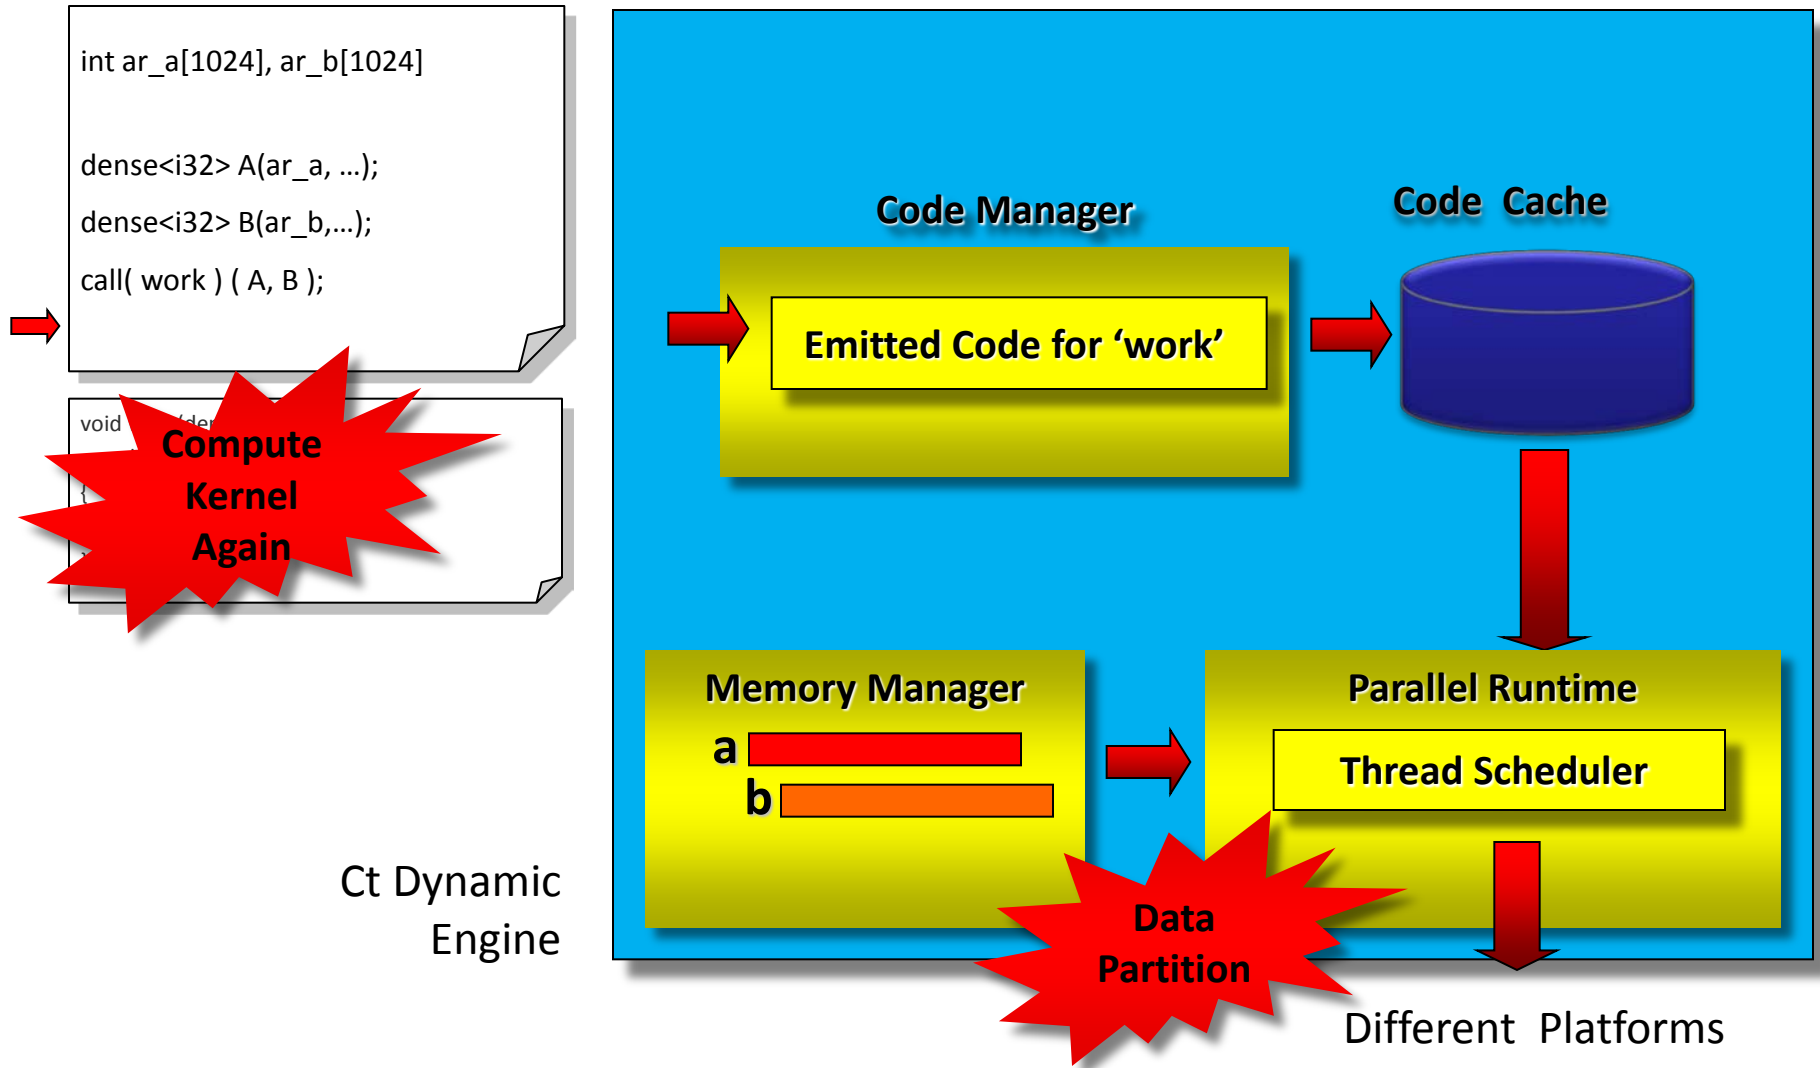 int ar_a[1024], ar_b[1024]
dense<i32> A(ar_a, …);
dense<i32> B(ar_b,…);
call( work ) ( A, B );
void
{
Compute
Kernel
Again
Ct Dynamic
Engine
Code Manager
Emitted Code for ‘work’
Code Cache
Memory Manager
a
b
Parallel Runtime
Thread Scheduler
Data
Partition
Different Platforms